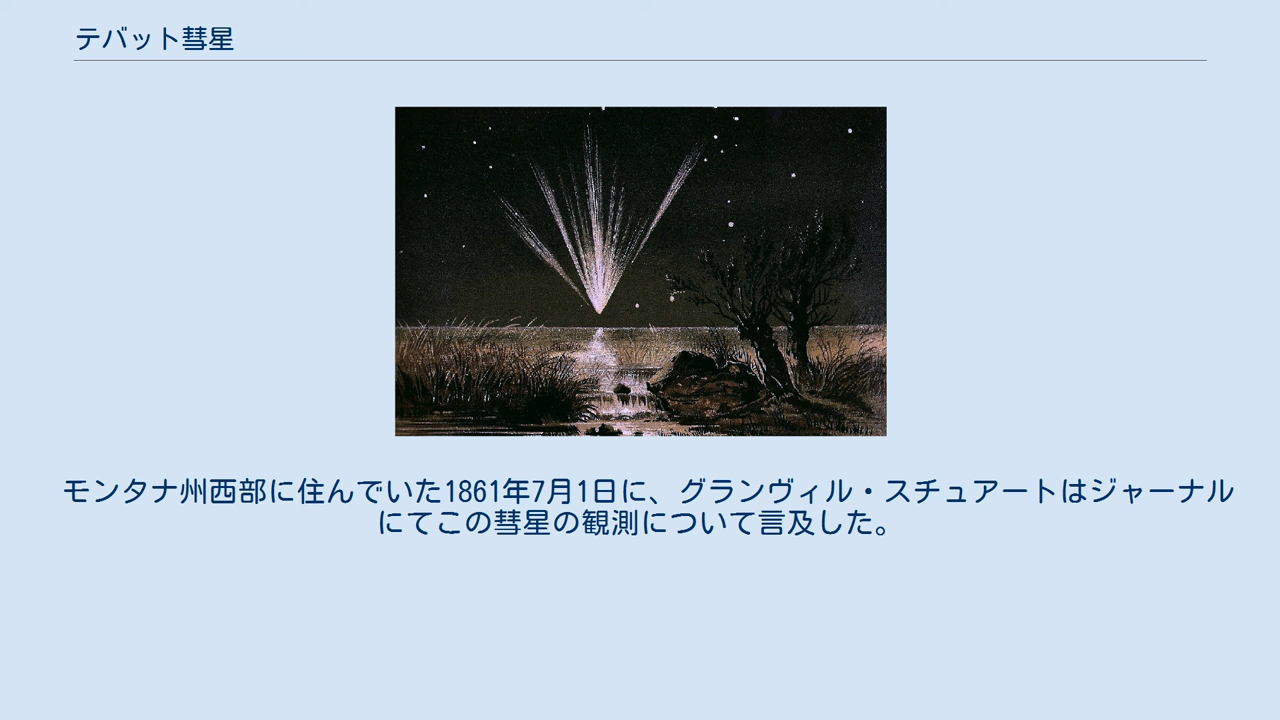 テバット彗星
モンタナ州西部に住んでいた1861年7月1日に、グランヴィル・スチュアートはジャーナル
にてこの彗星の観測について言及した。